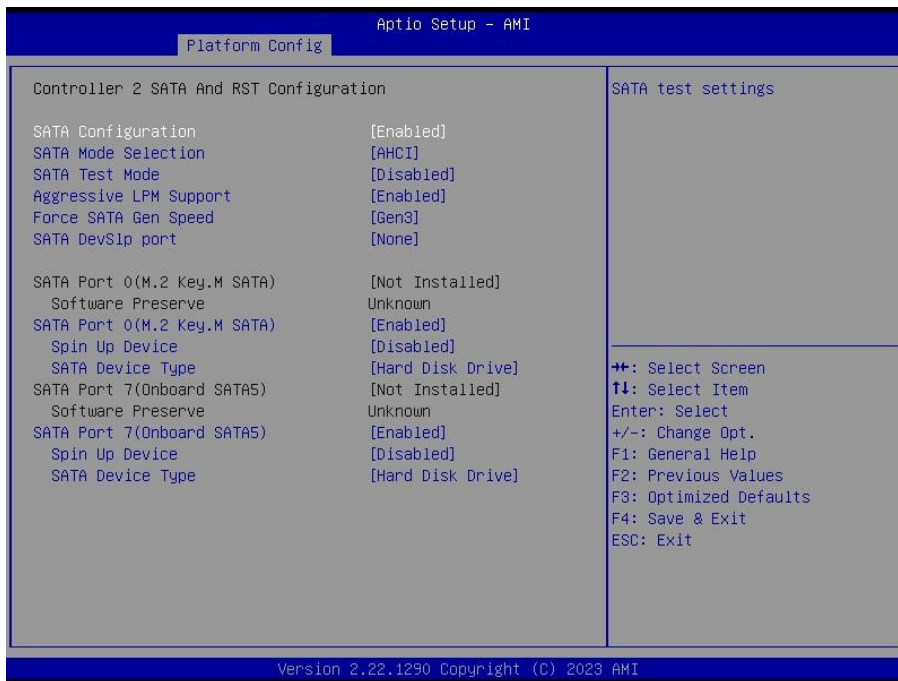 Aptio Setup – AMI
Platform Config
Controller 2 SATA And RST Configuration
SATA Configuration [Enabled]
SATA Mode Selection [AHCI]
SATA Test Mode [Disabled]
Aggressive LPM Support [Enabled]
Force SATA Gen Speed [Gen3]
SATA DevSlp port [None]
SATA Port 0(M.2 Key.M SATA) [Not Installed]
Software Preserve Unknown
SATA Port 0(M.2 Key.M SATA) [Enabled]
Spin Up Device [Disabled]
SATA Device Type [Hard Disk Drive]
SATA Port 7(Onboard SATA5) [Not Installed]
Software Preserve Unknown
SATA Port 7(Onboard SATA5) [Enabled]
Spin Up Device [Disabled]
SATA Device Type [Hard Disk Drive]
SATA test settings
→←: Select Screen
↑↓: Select Item
Enter: Select
+/-: Change Opt.
F1: General Help
F2: Previous Values
F3: Optimized Defaults
F4: Save & Exit
ESC: Exit
Version 2.22.1290 Copyright (C) 2023 AMI